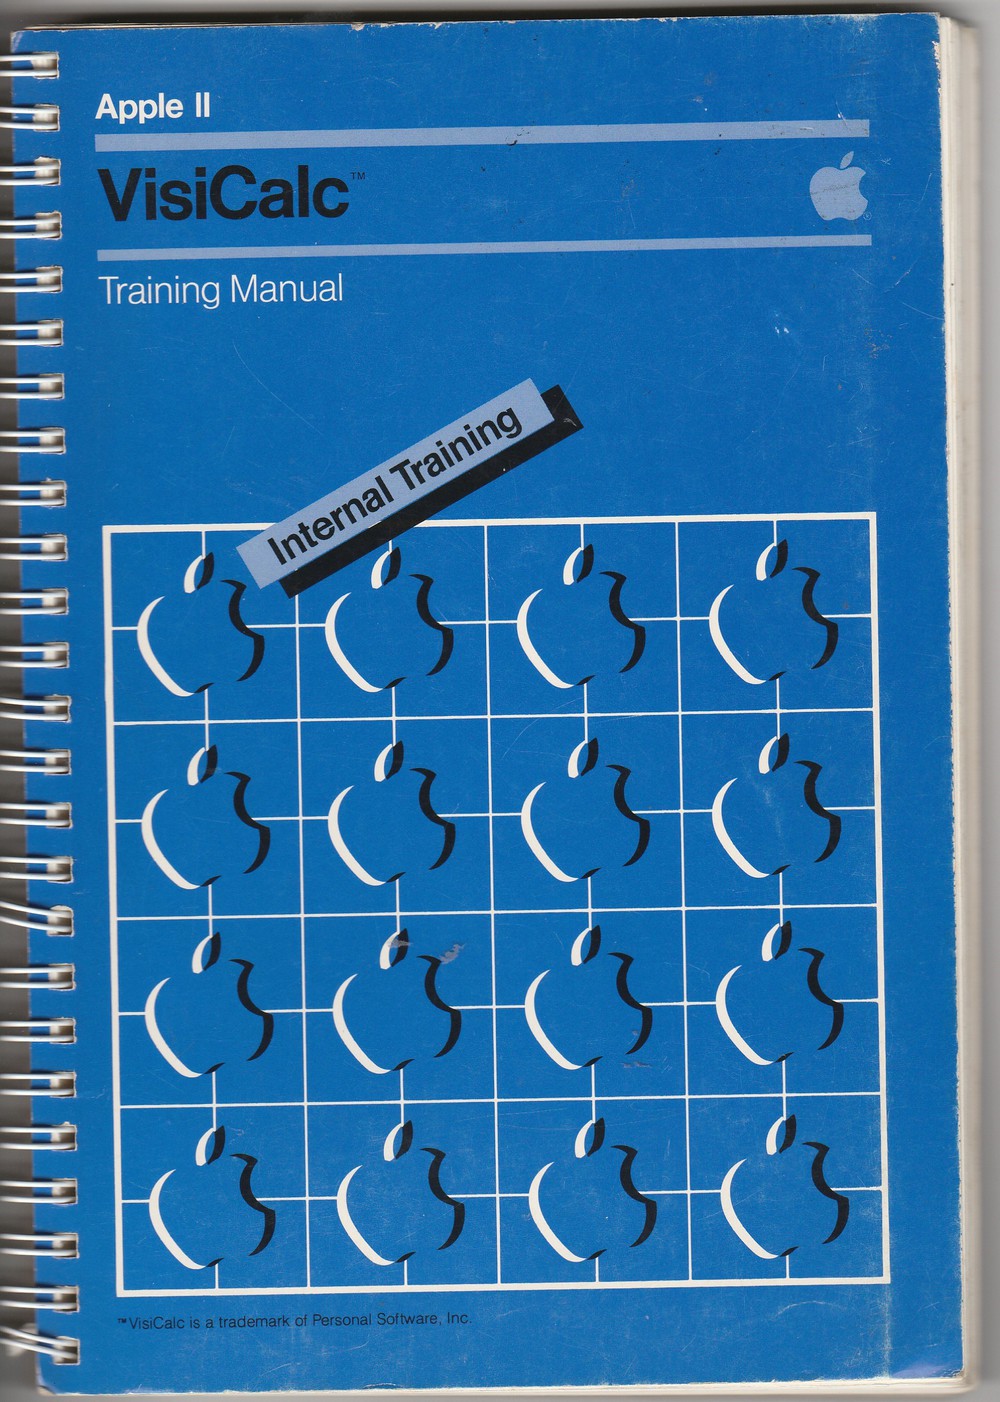 Apple II
VisiCalc™
®
Training Manual
Internal Training
™VisiCalc is a trademark of Personal Software, Inc.